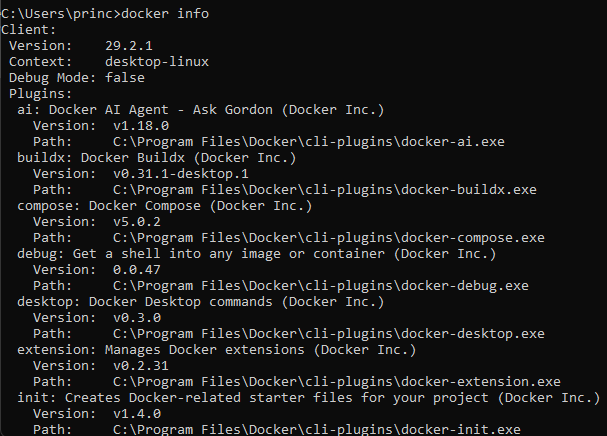 C:\Users\princ>docker info
Client:
 Version:    29.2.1
 Context:    desktop-linux
 Debug Mode: false
 Plugins:
  ai: Docker AI Agent - Ask Gordon (Docker Inc.)
    Version:  v1.18.0
    Path:     C:\Program Files\Docker\cli-plugins\docker-ai.exe
  buildx: Docker Buildx (Docker Inc.)
    Version:  v0.31.1-desktop.1
    Path:     C:\Program Files\Docker\cli-plugins\docker-buildx.exe
  compose: Docker Compose (Docker Inc.)
    Version:  v5.0.2
    Path:     C:\Program Files\Docker\cli-plugins\docker-compose.exe
  debug: Get a shell into any image or container (Docker Inc.)
    Version:  0.0.47
    Path:     C:\Program Files\Docker\cli-plugins\docker-debug.exe
  desktop: Docker Desktop commands (Docker Inc.)
    Version:  v0.3.0
    Path:     C:\Program Files\Docker\cli-plugins\docker-desktop.exe
  extension: Manages Docker extensions (Docker Inc.)
    Version:  v0.2.31
    Path:     C:\Program Files\Docker\cli-plugins\docker-extension.exe
  init: Creates Docker-related starter files for your project (Docker Inc.)
    Version:  v1.4.0
    Path:     C:\Program Files\Docker\cli-plugins\docker-init.exe